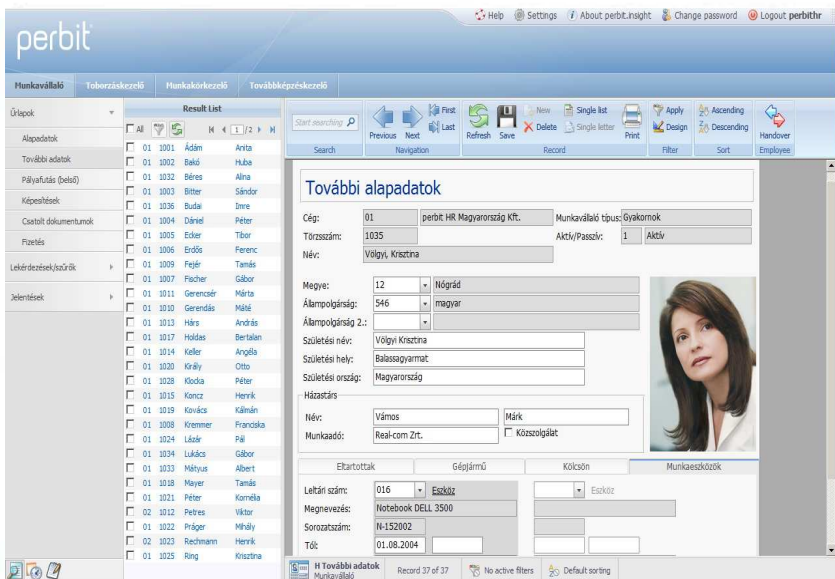 Help Settings About perbit.insight Change password Logout perbithr
perbit
Munkavállaló Toborzáskezelő Munkakörkezelő Továbbképzéskezelő
Űrlapok
Alapadatok
További adatok
Pályafutás (belső)
Képesítések
Csatolt dokumentumok
Fizetés
Lekérdezések/szűrők
Jelentések
Result List
All 1 / 2
01 1001 Ádám Anita
01 1002 Bakó Huba
01 1032 Béres Alina
01 1003 Bitter Sándor
01 1036 Budai Imre
01 1004 Dániel Péter
01 1005 Ecker Tibor
01 1006 Erdős Ferenc
01 1009 Fejér Tamás
01 1007 Fischer Gábor
01 1011 Gerencsér Márta
01 1010 Gerendás Máté
01 1013 Hárs András
01 1017 Holdas Bertalan
01 1014 Keller Angéla
01 1020 Király Otto
01 1028 Klocka Péter
01 1015 Koncz Henrik
01 1019 Kovács Kálmán
01 1008 Kremmer Franciska
01 1024 Lázár Pál
01 1034 Lukács Gábor
01 1033 Mátyus Albert
01 1018 Mayer Tamás
01 1021 Péter Kornélia
02 1012 Petres Viktor
01 1022 Práger Mihály
02 1023 Rechmann Henrik
01 1025 Ring Krisztina
Start searching
Search
Previous Next First Last
Navigation
Refresh Save New Delete Single list Single letter Print
Record
Apply Design
Filter
Ascending Descending
Sort
Handover
Employee
További alapadatok
Cég: 01 perbit HR Magyarország Kft. Munkavállaló típus: Gyakornok
Törzsszám: 1035 Aktív/Passzív: 1 Aktív
Név: Völgyi, Krisztina
Megye: 12 Nógrád
Állampolgárság: 546 magyar
Állampolgárság 2.:
Születési név: Völgyi Krisztina
Születési hely: Balassagyarmat
Születési ország: Magyarország
Házastárs
Név: Vámos Márk
Munkaadó: Real-com Zrt. Közszolgálat
Eltartottak Gépjármű Kölcsön Munkaeszközök
Leltári szám: 016 Eszköz Eszköz
Megnevezés: Notebook DELL 3500
Sorozatszám: N-152002
Től: 01.08.2004
H További adatok
Munkavállaló
Record 37 of 37 No active filters Default sorting